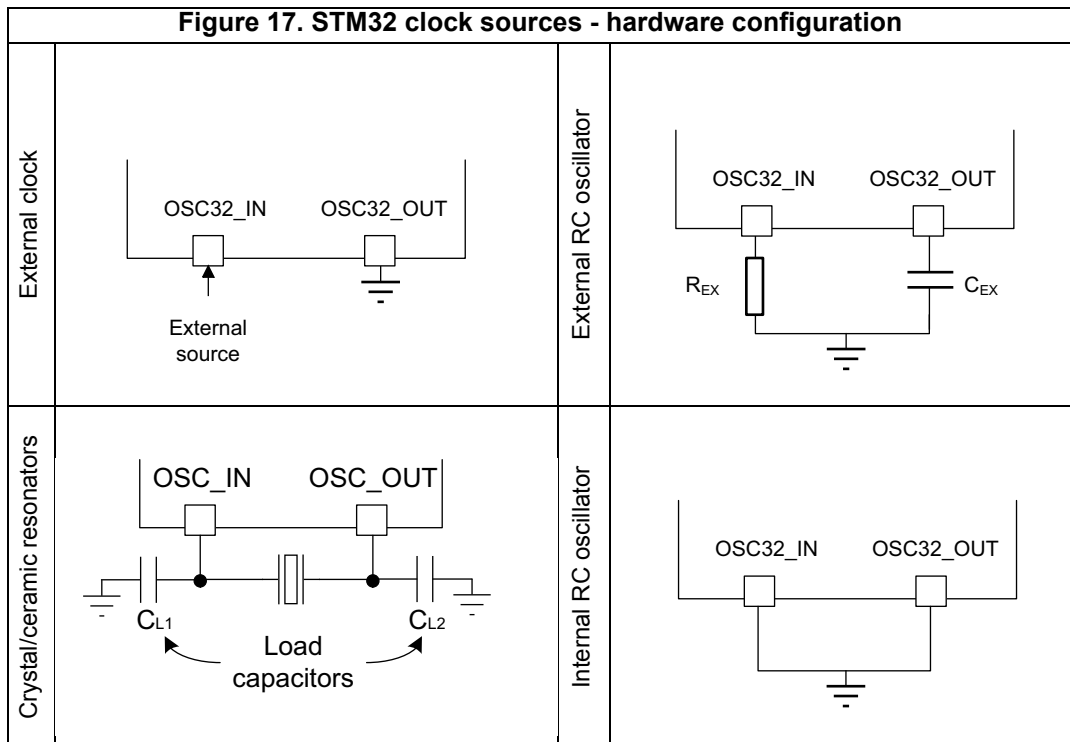 Figure 17. STM32 clock sources - hardware configuration
External clock
OSC32_IN
OSC32_OUT
External
source
External RC oscillator
OSC32_IN
OSC32_OUT
REX
CEX
Crystal/ceramic resonators
OSC_IN
OSC_OUT
CL1
CL2
Load
capacitors
Internal RC oscillator
OSC32_IN
OSC32_OUT